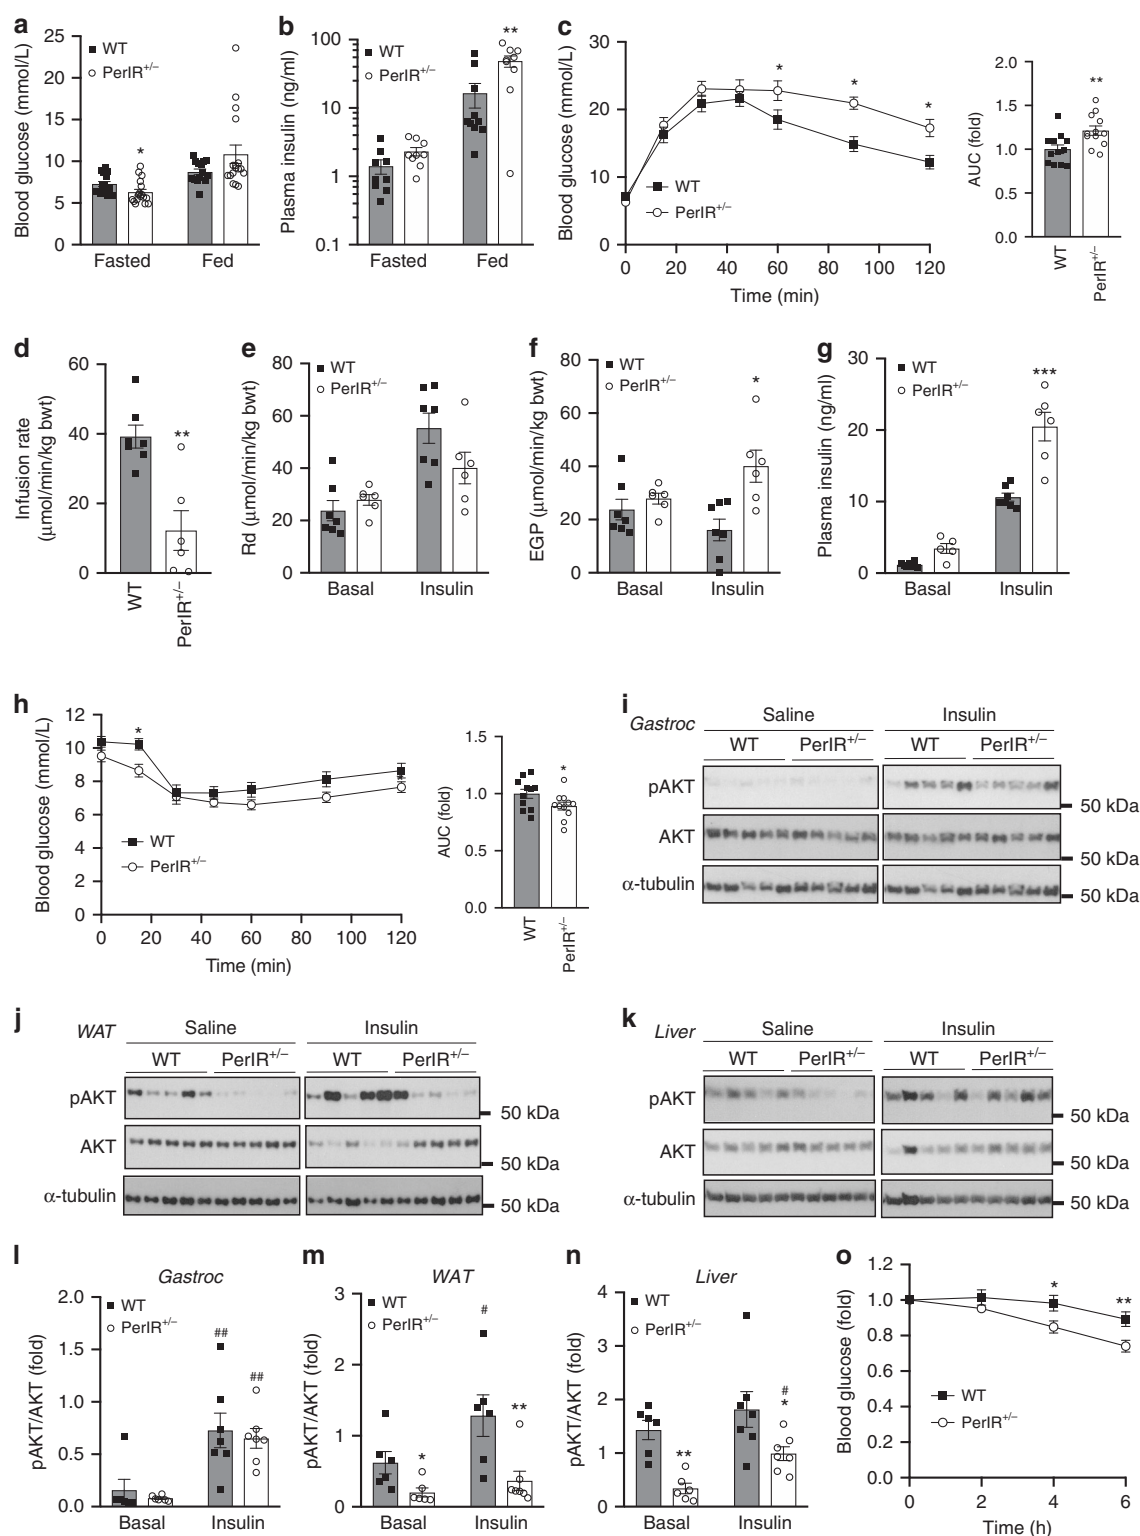 a
Blood glucose (mmol/L)
25
20
15
10
5
0
WT
PerIR+/–
*
Fasted
Fed
b
Plasma insulin (ng/ml)
100
10
1
0.1
WT
PerIR+/–
**
Fasted
Fed
c
Blood glucose (mmol/L)
30
20
10
0
* * *
WT
PerIR+/–
0 20 40 60 80 100 120
Time (min)
AUC (fold)
2.0
1.5
1.0
0.5
0.0
**
WT
PerIR+/–
d
Infusion rate
(μmol/min/kg bwt)
60
40
20
0
**
WT
PerIR+/–
e
Rd (μmol/min/kg bwt)
80
60
40
20
0
WT
PerIR+/–
Basal
Insulin
f
EGP (μmol/min/kg bwt)
80
60
40
20
0
WT
PerIR+/–
*
Basal
Insulin
g
Plasma insulin (ng/ml)
30
20
10
0
WT
PerIR+/–
***
Basal
Insulin
h
Blood glucose (mmol/L)
12
10
8
6
4
2
0
*
*
WT
PerIR+/–
0 20 40 60 80 100 120
Time (min)
AUC (fold)
1.5
1.0
0.5
0.0
*
WT
PerIR+/–
i
Gastroc
Saline Insulin
WT PerIR+/– WT PerIR+/–
pAKT
50 kDa
AKT
50 kDa
α-tubulin
50 kDa
j
WAT
Saline Insulin
WT PerIR+/– WT PerIR+/–
pAKT
50 kDa
AKT
50 kDa
α-tubulin
50 kDa
k
Liver
Saline Insulin
WT PerIR+/– WT PerIR+/–
pAKT
50 kDa
AKT
50 kDa
α-tubulin
50 kDa
l
Gastroc
pAKT/AKT (fold)
2.0
1.5
1.0
0.5
0.0
WT
PerIR+/–
##
##
Basal
Insulin
m
WAT
pAKT/AKT (fold)
3
2
1
0
WT
PerIR+/–
*
#
**
Basal
Insulin
n
Liver
pAKT/AKT (fold)
4
3
2
1
0
WT
PerIR+/–
**
#
*
Basal
Insulin
o
Blood glucose (fold)
1.2
1.0
0.8
0.6
0.4
0.2
0.0
*
**
WT
PerIR+/–
0 2 4 6
Time (h)